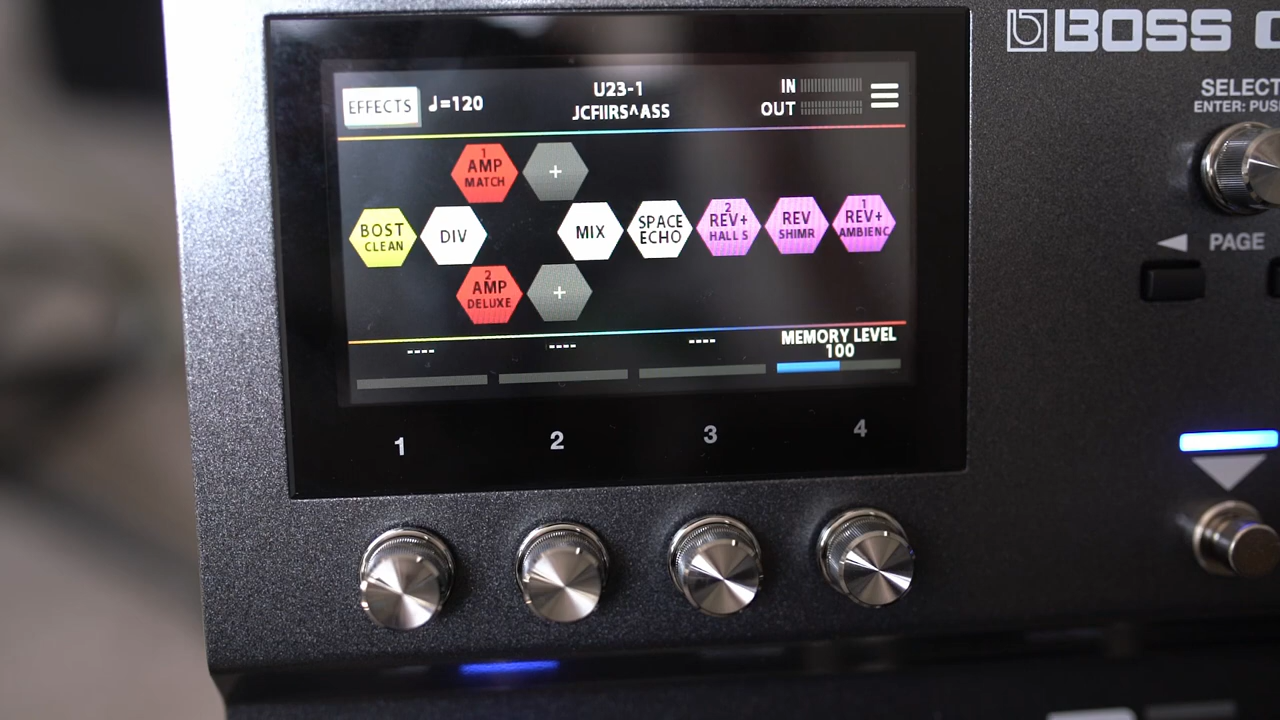 BOSS
EFFECTS
♩=120
U23-1
JCFIIRS^ASS
IN
OUT
SELECT
ENTER: PUSH
1
AMP
MATCH
+
BOST
CLEAN
DIV
MIX
SPACE
ECHO
2
REV+
HALL S
REV
SHIMR
1
REV+
AMBIENC
2
AMP
DELUXE
+
PAGE
----
----
----
MEMORY LEVEL
100
1
2
3
4